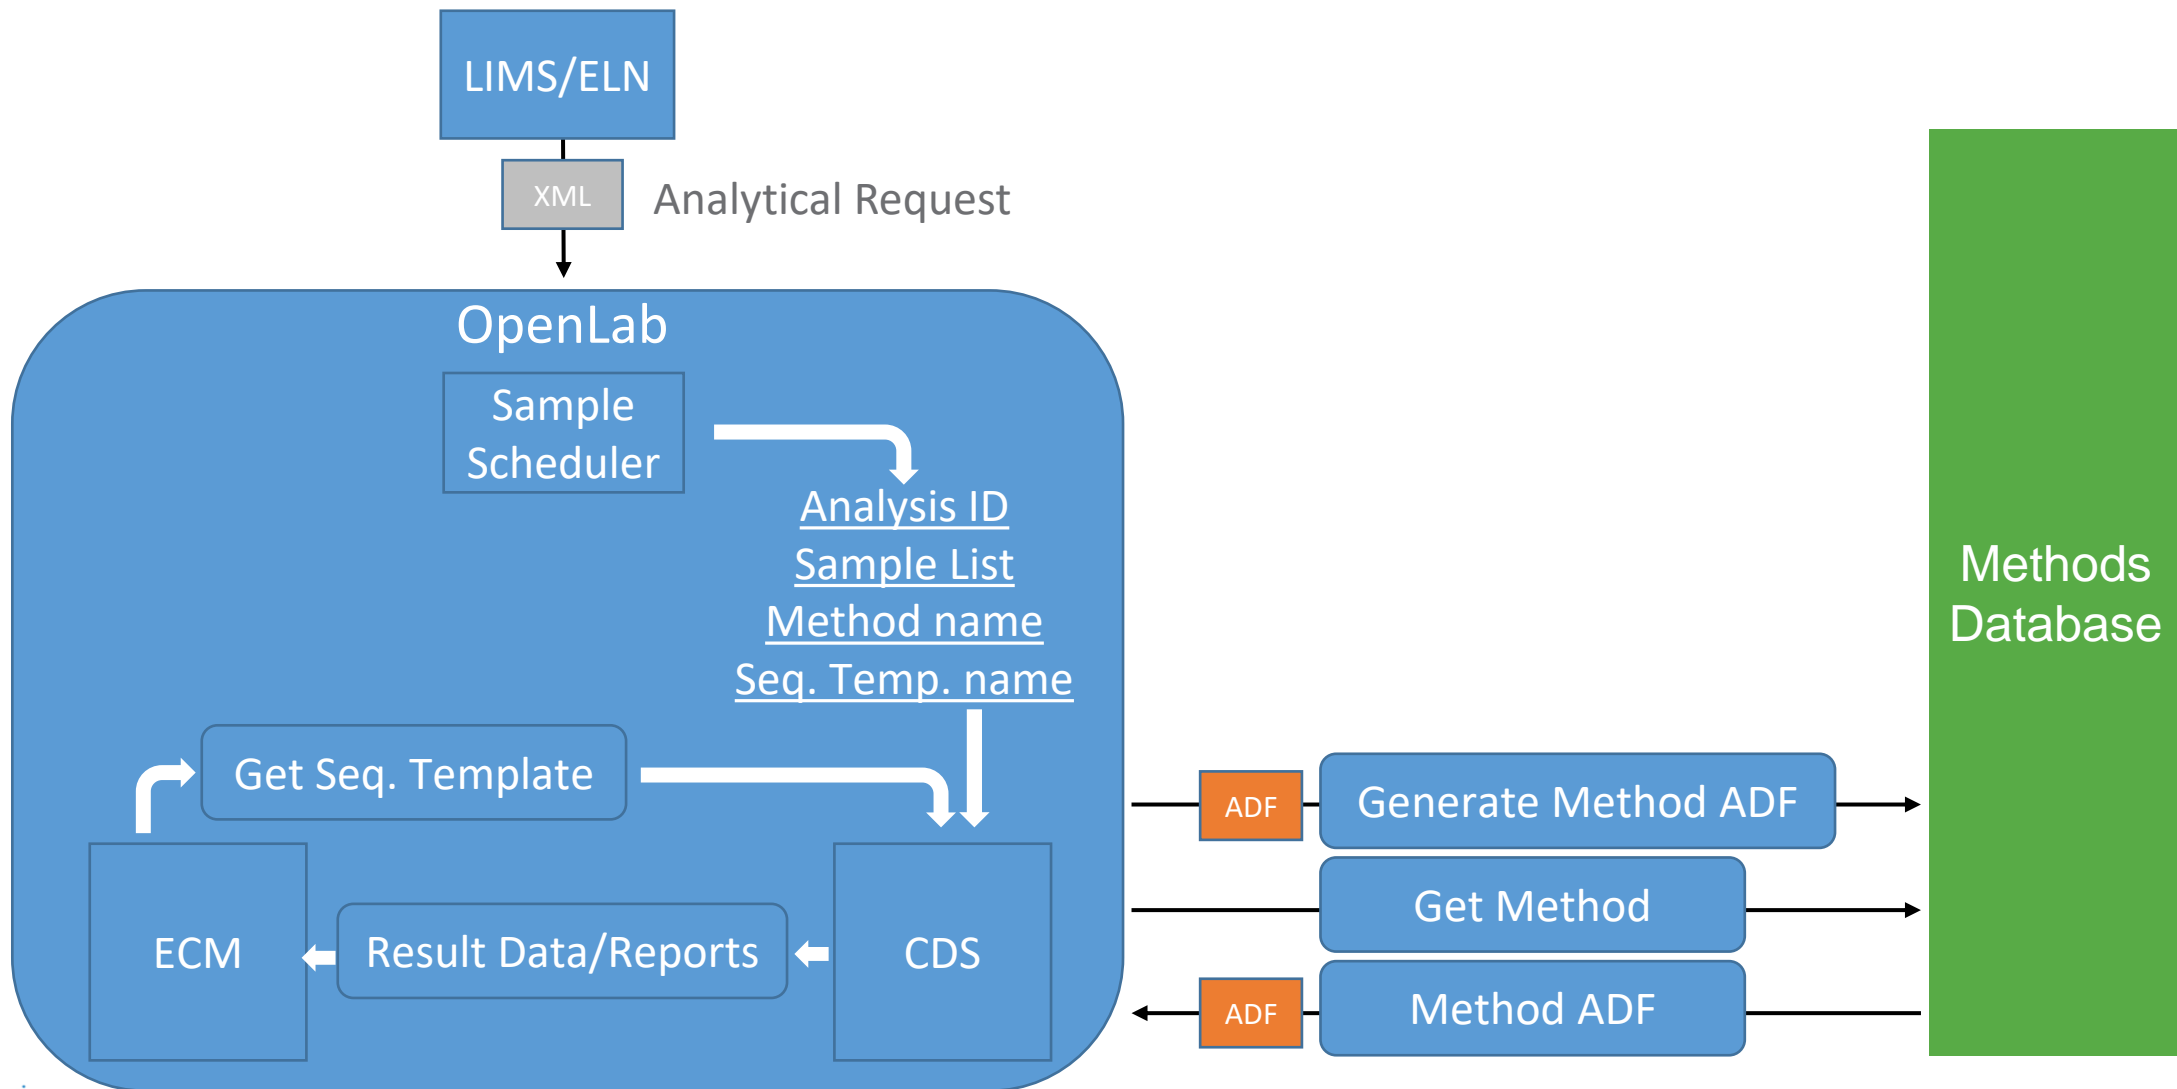 LIMS/ELN
XML
Analytical Request
OpenLab
Sample
Scheduler
Analysis ID
Sample List
Method name
Seq. Temp. name
Get Seq. Template
ECM
Result Data/Reports
CDS
ADF
Generate Method ADF
Get Method
ADF
Method ADF
Methods
Database